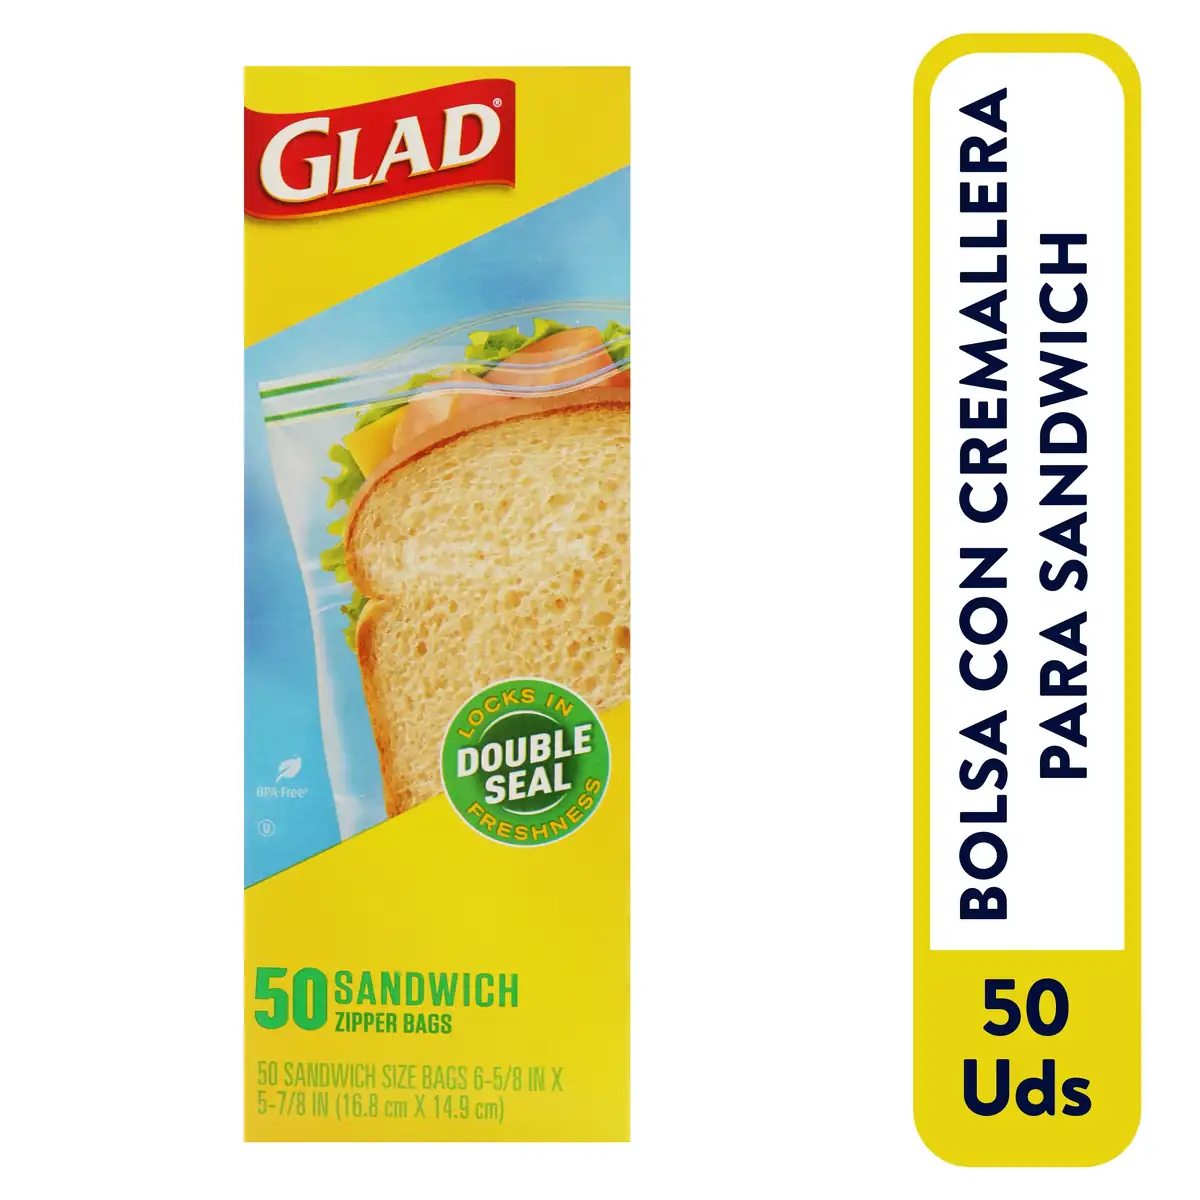 GLAD®
LOCKS IN
DOUBLE
SEAL
FRESHNESS
BPA-Free
U
50 SANDWICH
ZIPPER BAGS
50 SANDWICH SIZE BAGS 6-5/8 IN X
5-7/8 IN (16.8 cm X 14.9 cm)
BOLSA CON CREMALLERA
PARA SANDWICH
50
Uds